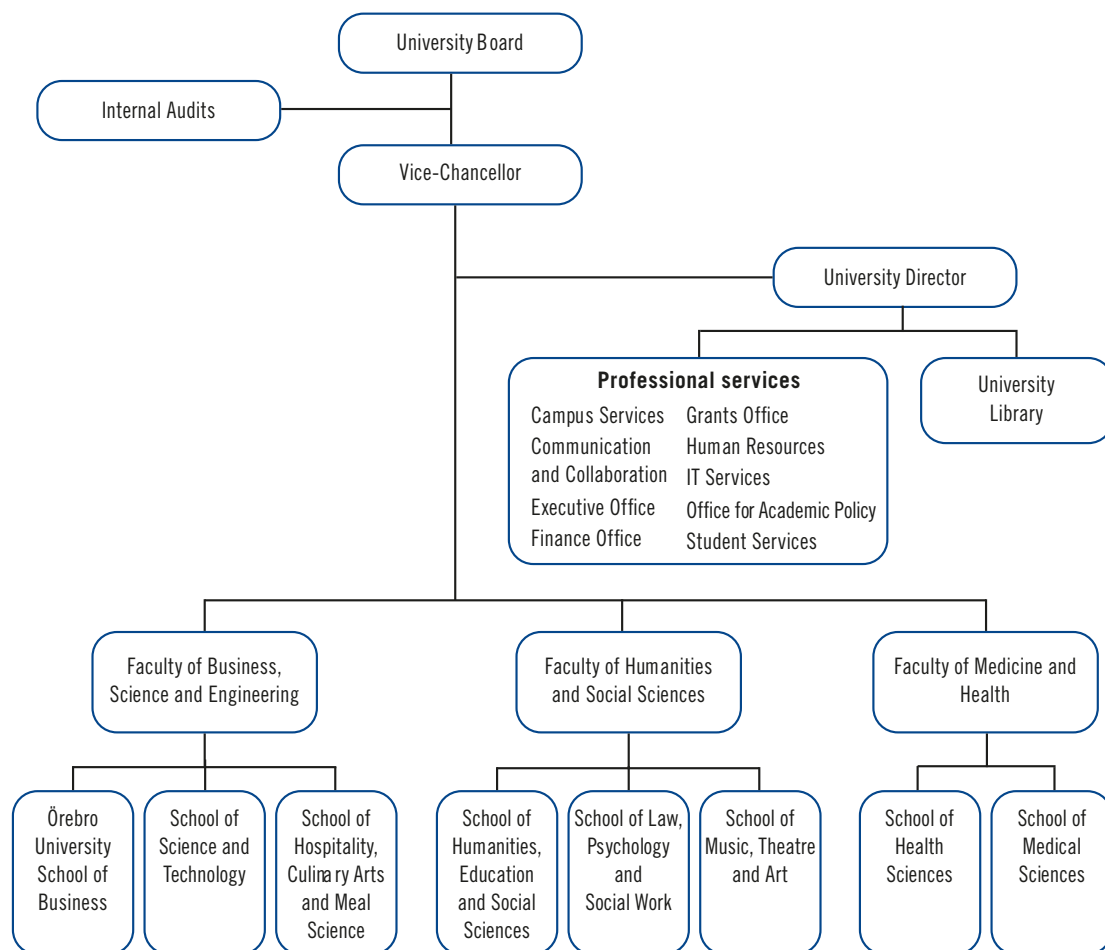 University Board
Internal Audits
Vice-Chancellor
University Director
Professional services
Campus Services
Communication
and Collaboration
Executive Office
Finance Office
Grants Office
Human Resources
IT Services
Office for Academic Policy
Student Services
University
Library
Faculty of Business,
Science and Engineering
Faculty of Humanities
and Social Sciences
Faculty of Medicine and
Health
Örebro
University
School of
Business
School of
Science and
Technology
School of
Hospitality,
Culinary Arts
and Meal
Science
School of
Humanities,
Education
and Social
Sciences
School of Law,
Psychology
and
Social Work
School of
Music, Theatre
and Art
School of
Health
Sciences
School of
Medical
Sciences